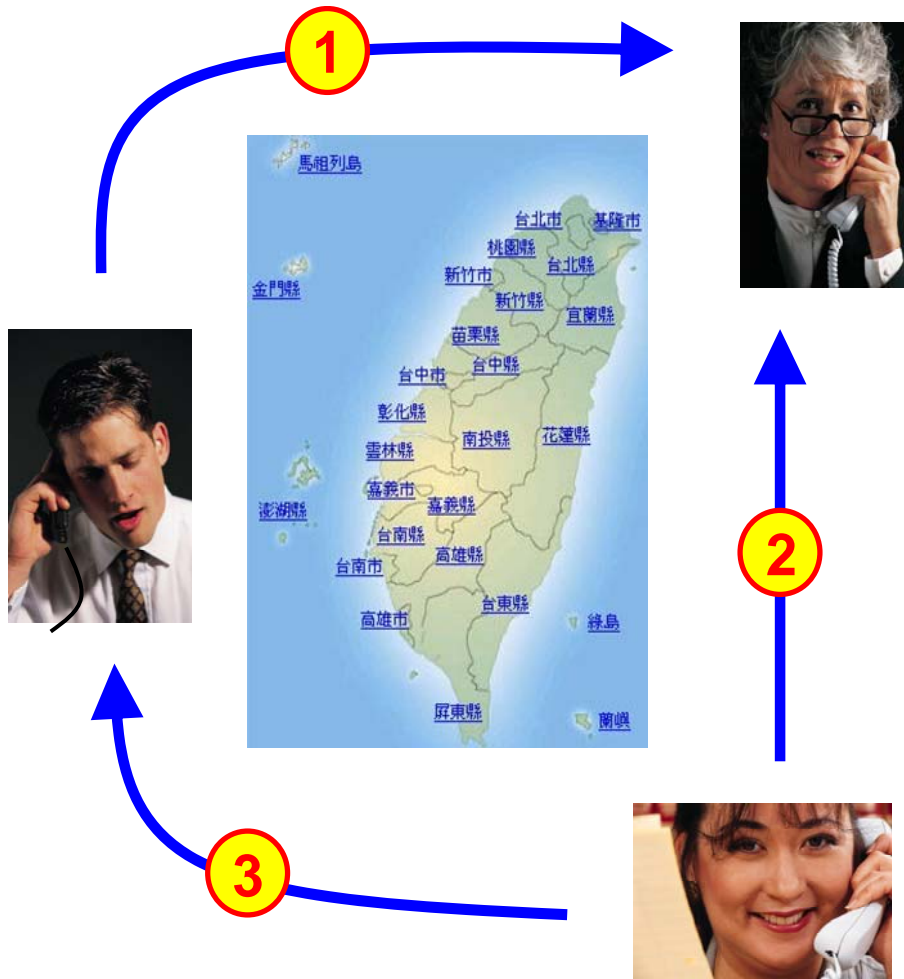 1
馬祖列島
台北市
基隆市
桃園縣
台北縣
新竹市
金門縣
新竹縣
宜蘭縣
苗栗縣
台中縣
台中市
彰化縣
南投縣
花蓮縣
雲林縣
嘉義市
嘉義縣
澎湖縣
台南縣
高雄縣
台南市
台東縣
高雄市
綠島
屏東縣
蘭嶼
2
3